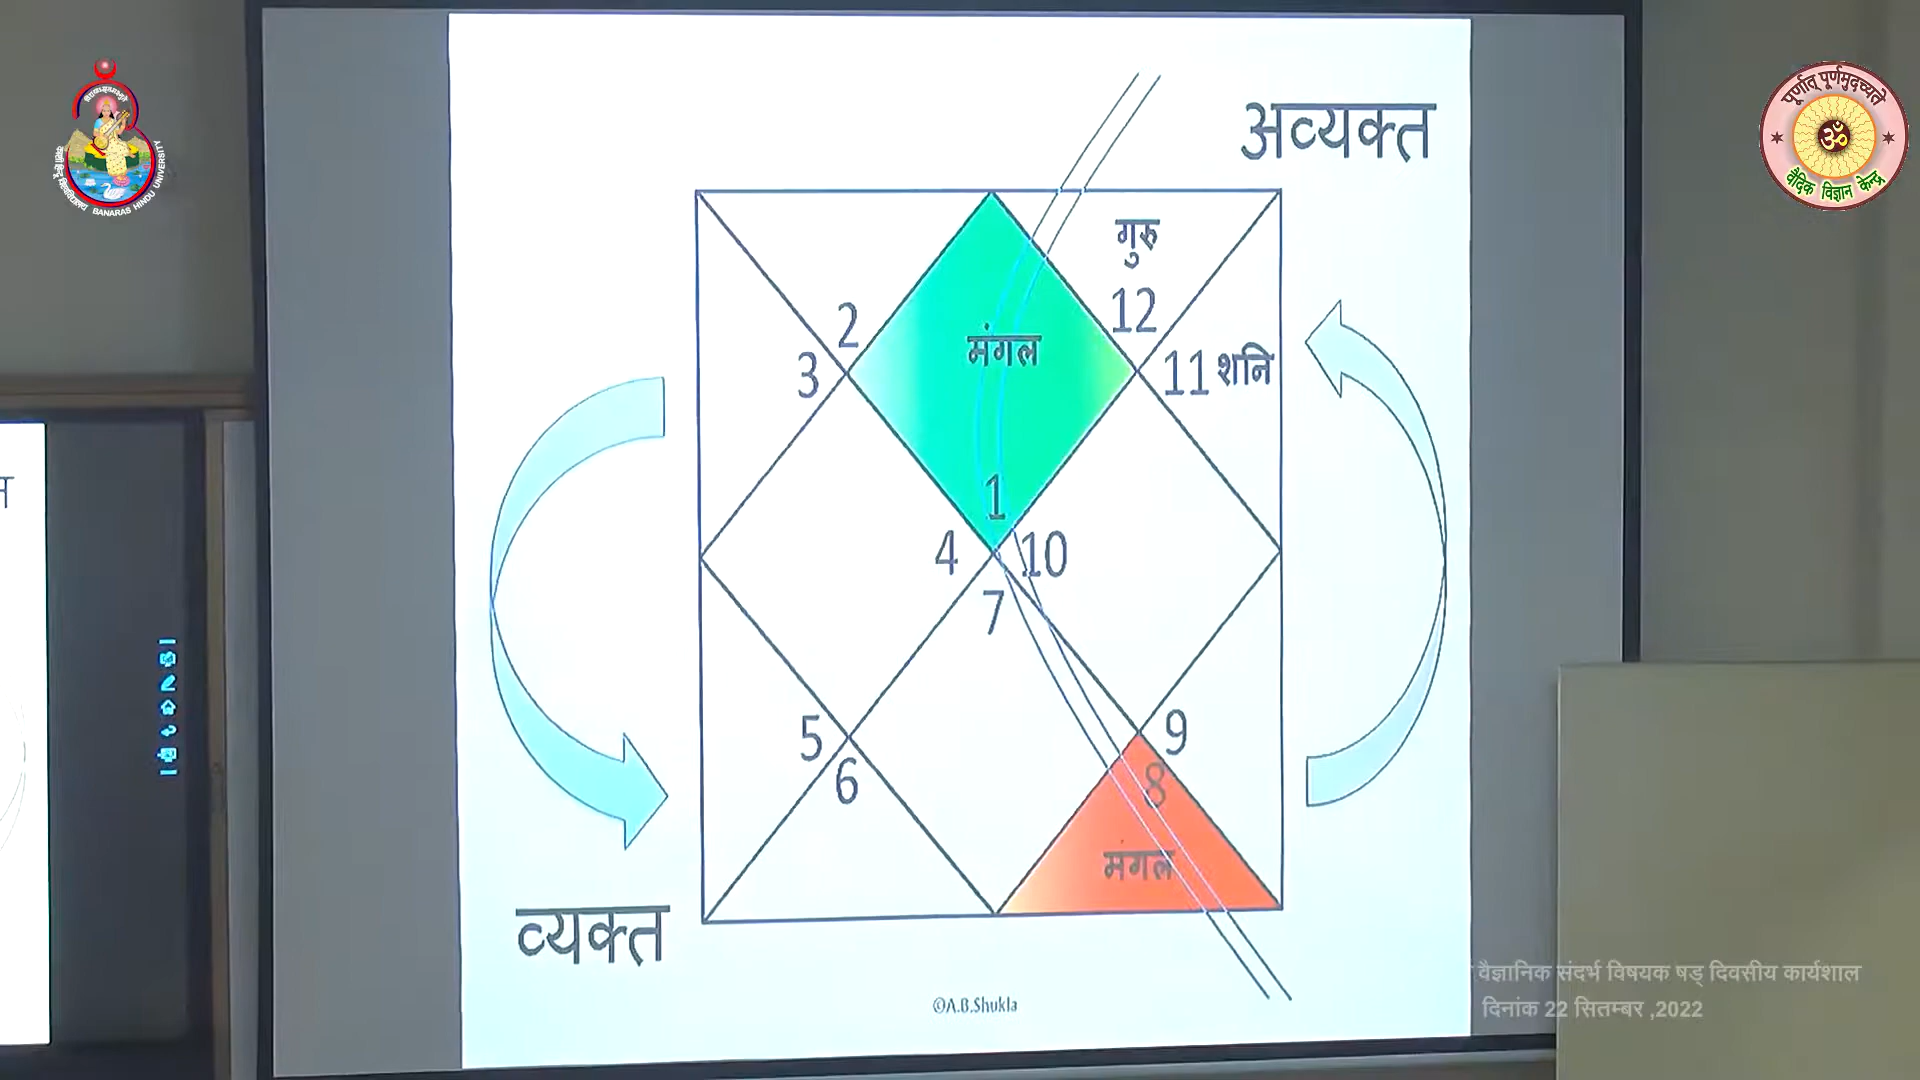 अव्यक्त
गुरु
12
2
मंगल
3
11 शनि
1
4
10
7
5
9
6
8
मंगल
व्यक्त
©A.B.Shukla
BANARAS HINDU UNIVERSITY
पूर्णात् पूर्णमुदच्यते
ॐ
वैदिक विज्ञान केन्द्र
वैज्ञानिक संदर्भ विषयक षड् दिवसीय कार्यशाल
दिनांक 22 सितम्बर ,2022